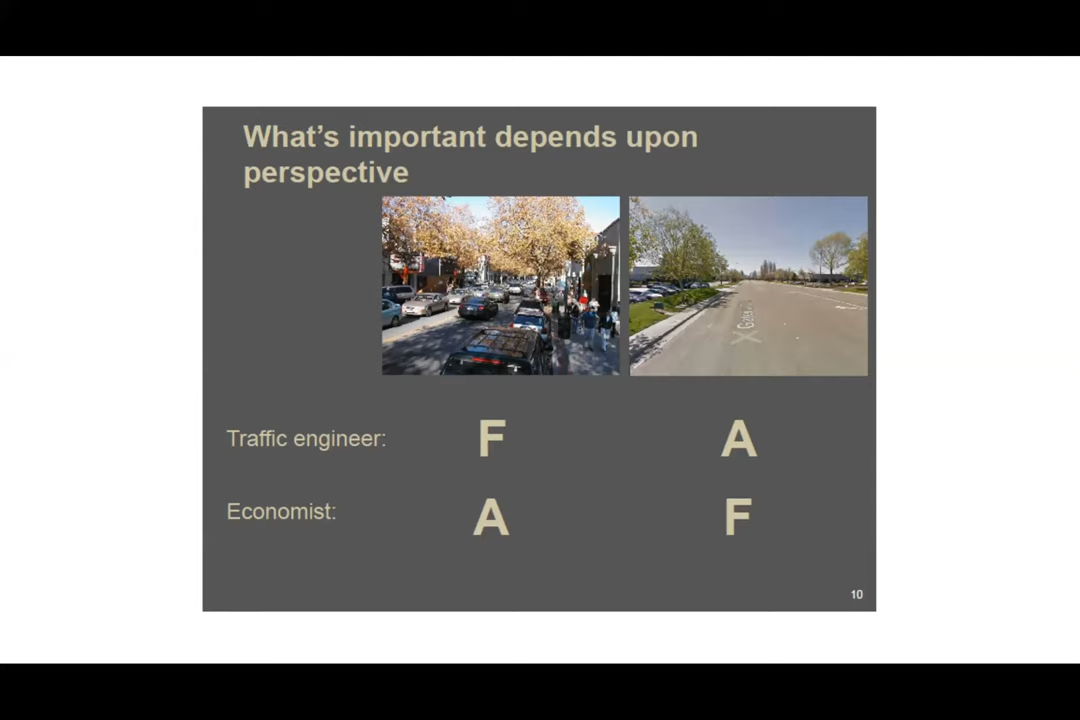 What's important depends upon
perspective
Traffic engineer: F A
Economist: A F
10